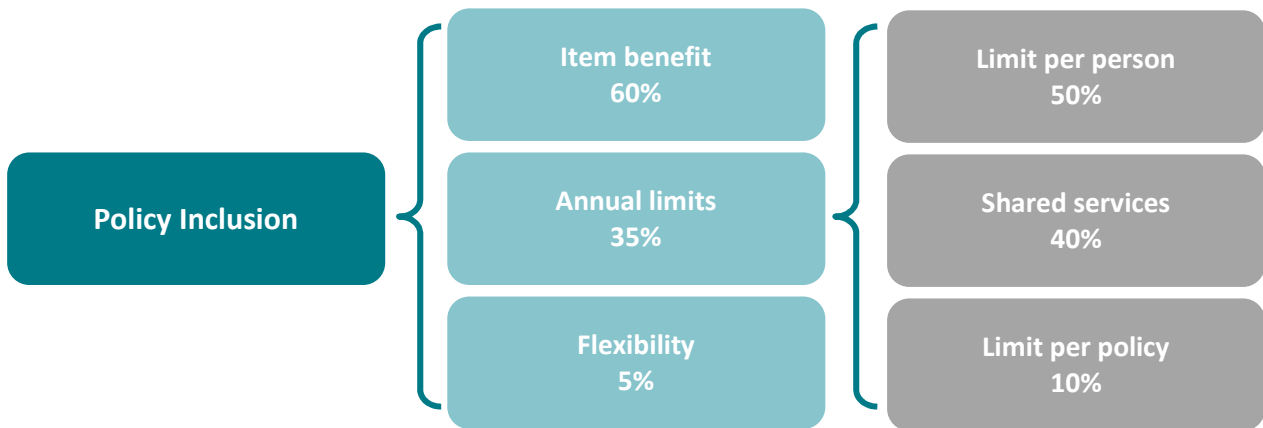 Policy Inclusion
Item benefit
60%
Annual limits
35%
Flexibility
5%
Limit per person
50%
Shared services
40%
Limit per policy
10%